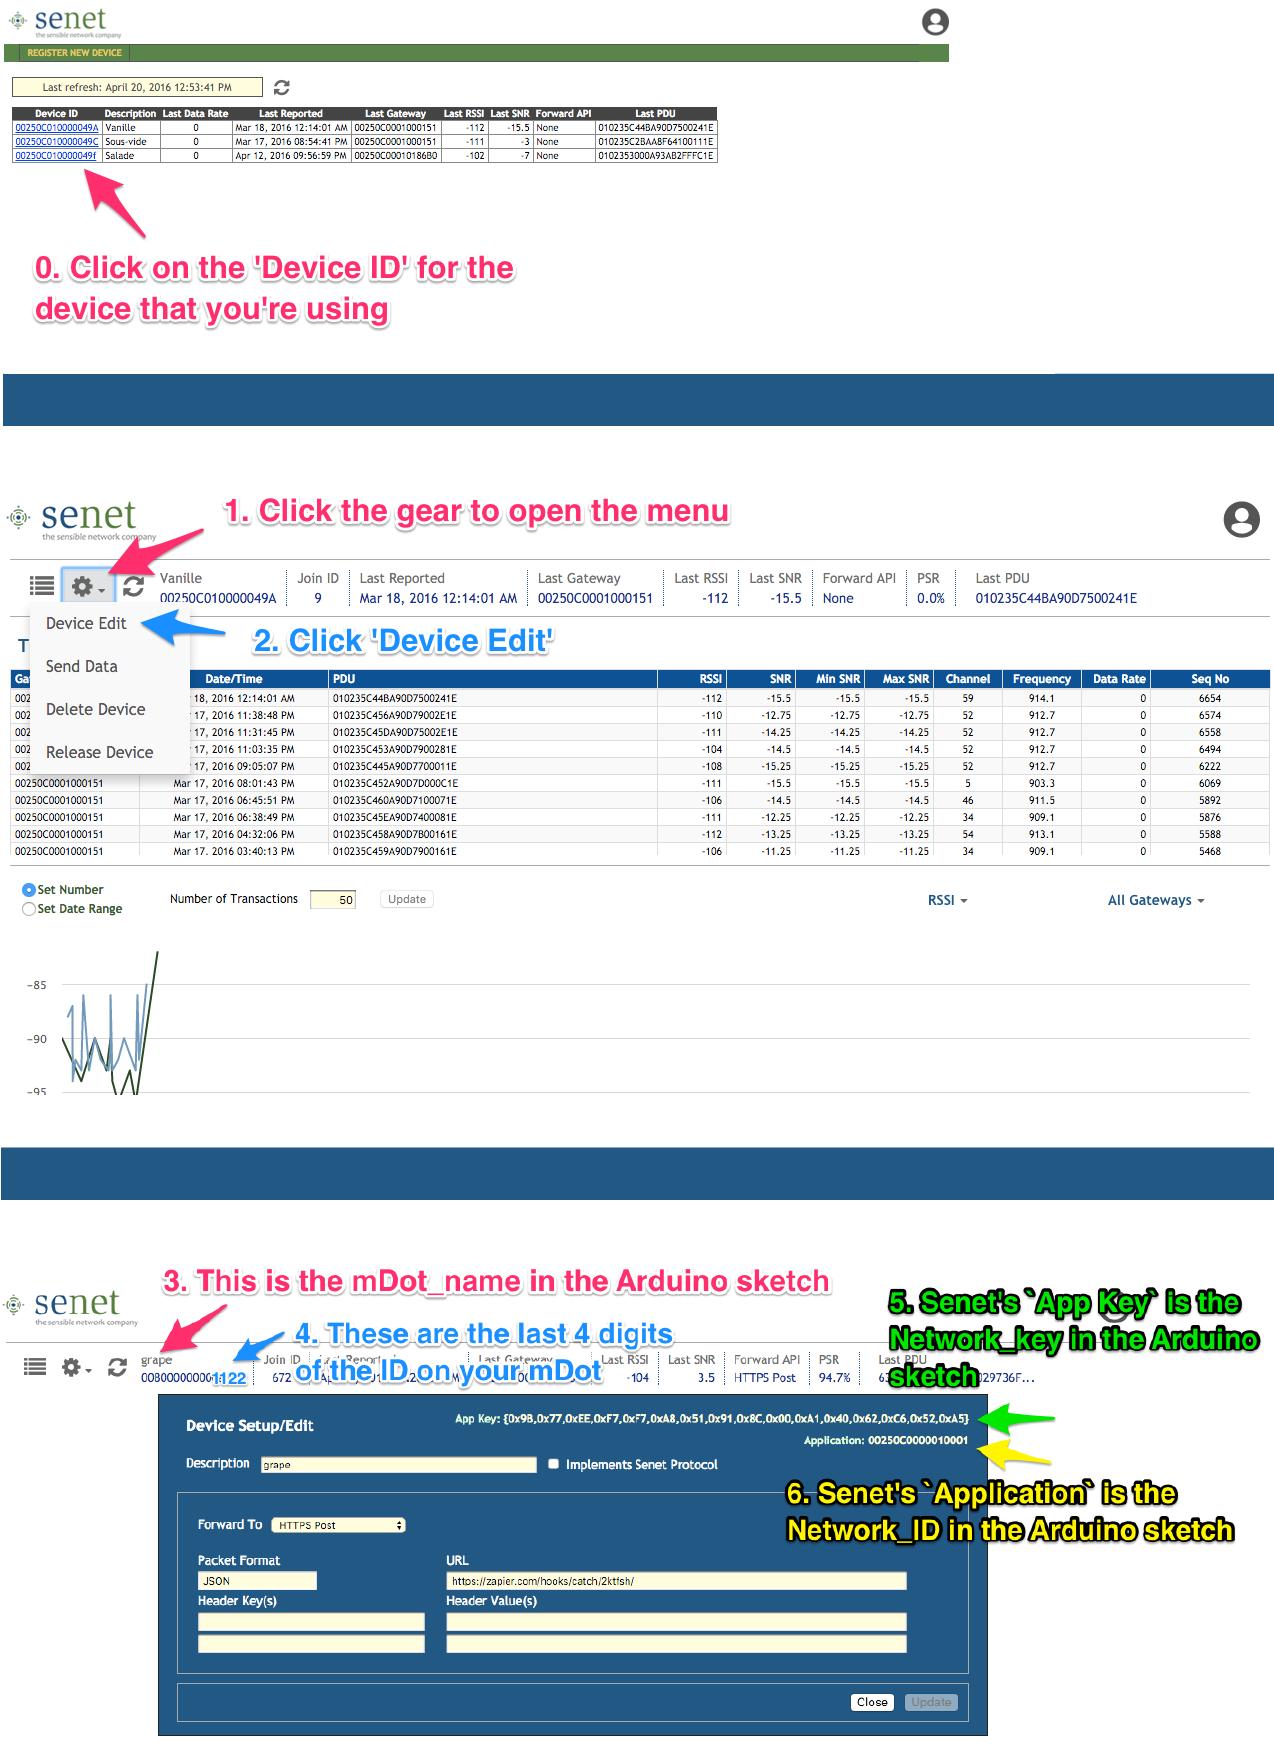 senet
the sensible network company
REGISTER NEW DEVICE
Last refresh: April 20, 2016 12:53:41 PM
Device ID Description Last Data Rate Last Reported Last Gateway Last RSSI Last SNR Forward API Last PDU
00250C010000049A Vanille 0 Mar 18, 2016 12:14:01 AM 00250C0001000151 -112 -15.5 None 010235C44BA90D7500241E
00250C010000049C Sous-vide 0 Mar 17, 2016 08:54:41 PM 00250C0001000151 -111 -3 None 010235C2BAA8F64100111E
00250C010000049f Salade 0 Apr 12, 2016 09:56:59 PM 00250C00010186B0 -102 -7 None 0102353000A93AB2FFFC1E
0. Click on the 'Device ID' for the
device that you're using
senet
the sensible network company
1. Click the gear to open the menu
Vanille Join ID Last Reported Last Gateway Last RSSI Last SNR Forward API PSR Last PDU
00250C010000049A 9 Mar 18, 2016 12:14:01 AM 00250C0001000151 -112 -15.5 None 0.0% 010235C44BA90D7500241E
Device Edit
2. Click 'Device Edit'
Send Data
Delete Device
Release Device
T
Gat Date/Time PDU RSSI SNR Min SNR Max SNR Channel Frequency Data Rate Seq No
002 r 18, 2016 12:14:01 AM 010235C44BA90D7500241E -112 -15.5 -15.5 -15.5 59 914.1 0 6654
002 r 17, 2016 11:38:48 PM 010235C456A90D79002E1E -110 -12.75 -12.75 -12.75 52 912.7 0 6574
002 r 17, 2016 11:31:45 PM 010235C45DA90D75002E1E -111 -14.25 -14.25 -14.25 52 912.7 0 6558
002 r 17, 2016 11:03:35 PM 010235C453A90D7900281E -104 -14.5 -14.5 -14.5 52 912.7 0 6494
002 r 17, 2016 09:05:07 PM 010235C445A90D7700011E -108 -15.25 -15.25 -15.25 52 912.7 0 6222
00250C0001000151 Mar 17, 2016 08:01:43 PM 010235C452A90D7D000C1E -111 -15.5 -15.5 -15.5 5 903.3 0 6069
00250C0001000151 Mar 17, 2016 06:45:51 PM 010235C460A90D7100071E -106 -14.5 -14.5 -14.5 46 911.5 0 5892
00250C0001000151 Mar 17, 2016 06:38:49 PM 010235C45EA90D7400081E -111 -12.25 -12.25 -12.25 34 909.1 0 5876
00250C0001000151 Mar 17, 2016 04:32:06 PM 010235C458A90D7B00161E -112 -13.25 -13.25 -13.25 54 913.1 0 5588
00250C0001000151 Mar 17, 2016 03:40:13 PM 010235C459A90D7900161E -106 -11.25 -11.25 -11.25 34 909.1 0 5468
Set Number
Set Date Range
Number of Transactions 50 Update
RSSI All Gateways
-85
-90
-95
3. This is the mDot_name in the Arduino sketch
senet
the sensible network company
4. These are the last 4 digits
of the ID on your mDot
5. Senet's `App Key` is the
Network_key in the Arduino
sketch
grape Join ID Last Gateway Last RSSI Last SNR Forward API PSR Last PDU
1122 672 -104 3.5 HTTPS Post 94.7% 029736F...
Device Setup/Edit
App Key: {0x9B,0x77,0xEE,0xF7,0xF7,0xA8,0x51,0x91,0x8C,0x00,0xA1,0x40,0x62,0xC6,0x52,0xA5}
Application: 00250C0000010001
Description grape Implements Senet Protocol
6. Senet's `Application` is the
Network_ID in the Arduino sketch
Forward To HTTPS Post
Packet Format URL
JSON https://zapier.com/hooks/catch/2ktfsh/
Header Key(s) Header Value(s)
Close Update